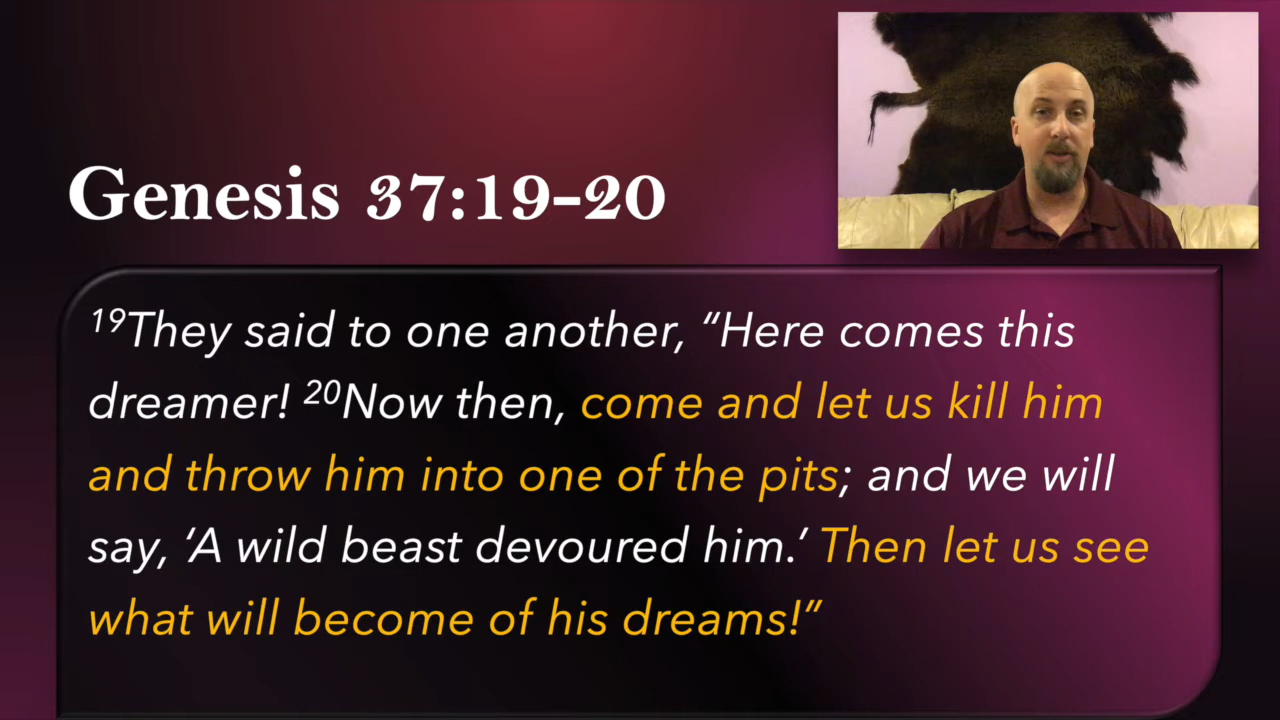 Genesis 37:19-20
¹⁹They said to one another, “Here comes this
dreamer! ²⁰Now then, come and let us kill him
and throw him into one of the pits; and we will
say, ‘A wild beast devoured him.’ Then let us see
what will become of his dreams!”